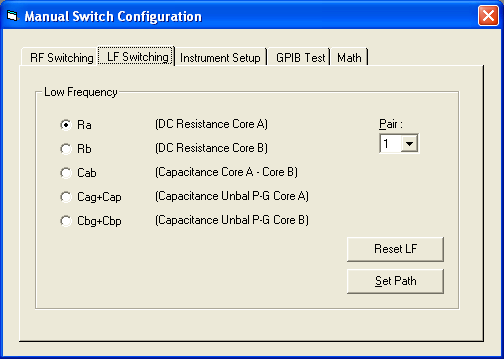 Manual Switch Configuration
RF Switching LF Switching Instrument Setup GPIB Test Math
Low Frequency
Ra (DC Resistance Core A) Pair :
Rb (DC Resistance Core B) 1
Cab (Capacitance Core A - Core B)
Cag+Cap (Capacitance Unbal P-G Core A)
Cbg+Cbp (Capacitance Unbal P-G Core B)
Reset LF
Set Path